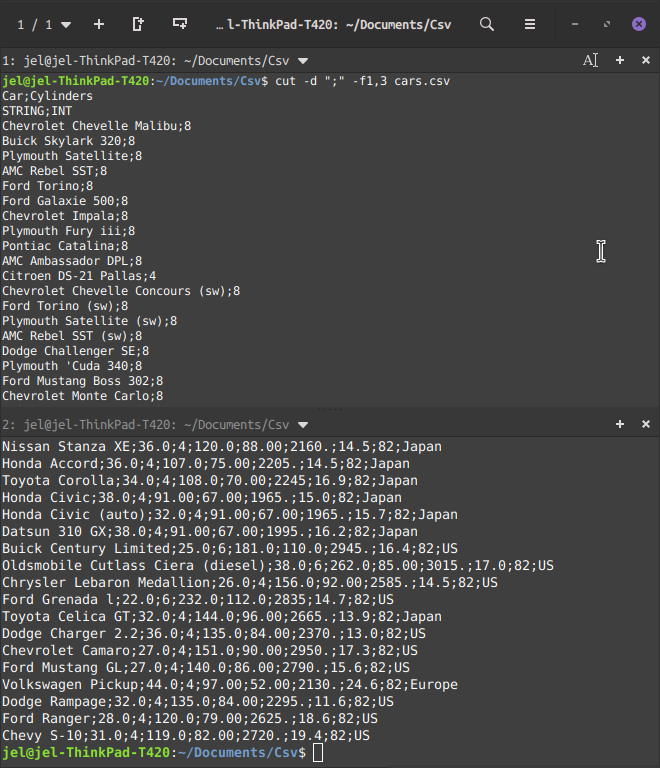 1 / 1 ... l-ThinkPad-T420: ~/Documents/Csv
1: jel@jel-ThinkPad-T420: ~/Documents/Csv
jel@jel-ThinkPad-T420:~/Documents/Csv$ cut -d ";" -f1,3 cars.csv
Car;Cylinders
STRING;INT
Chevrolet Chevelle Malibu;8
Buick Skylark 320;8
Plymouth Satellite;8
AMC Rebel SST;8
Ford Torino;8
Ford Galaxie 500;8
Chevrolet Impala;8
Plymouth Fury iii;8
Pontiac Catalina;8
AMC Ambassador DPL;8
Citroen DS-21 Pallas;4
Chevrolet Chevelle Concours (sw);8
Ford Torino (sw);8
Plymouth Satellite (sw);8
AMC Rebel SST (sw);8
Dodge Challenger SE;8
Plymouth 'Cuda 340;8
Ford Mustang Boss 302;8
Chevrolet Monte Carlo;8
2: jel@jel-ThinkPad-T420: ~/Documents/Csv
Nissan Stanza XE;36.0;4;120.0;88.00;2160.;14.5;82;Japan
Honda Accord;36.0;4;107.0;75.00;2205.;14.5;82;Japan
Toyota Corolla;34.0;4;108.0;70.00;2245;16.9;82;Japan
Honda Civic;38.0;4;91.00;67.00;1965.;15.0;82;Japan
Honda Civic (auto);32.0;4;91.00;67.00;1965.;15.7;82;Japan
Datsun 310 GX;38.0;4;91.00;67.00;1995.;16.2;82;Japan
Buick Century Limited;25.0;6;181.0;110.0;2945.;16.4;82;US
Oldsmobile Cutlass Ciera (diesel);38.0;6;262.0;85.00;3015.;17.0;82;US
Chrysler Lebaron Medallion;26.0;4;156.0;92.00;2585.;14.5;82;US
Ford Grenada l;22.0;6;232.0;112.0;2835;14.7;82;US
Toyota Celica GT;32.0;4;144.0;96.00;2665.;13.9;82;Japan
Dodge Charger 2.2;36.0;4;135.0;84.00;2370.;13.0;82;US
Chevrolet Camaro;27.0;4;151.0;90.00;2950.;17.3;82;US
Ford Mustang GL;27.0;4;140.0;86.00;2790.;15.6;82;US
Volkswagen Pickup;44.0;4;97.00;52.00;2130.;24.6;82;Europe
Dodge Rampage;32.0;4;135.0;84.00;2295.;11.6;82;US
Ford Ranger;28.0;4;120.0;79.00;2625.;18.6;82;US
Chevy S-10;31.0;4;119.0;82.00;2720.;19.4;82;US
jel@jel-ThinkPad-T420:~/Documents/Csv$